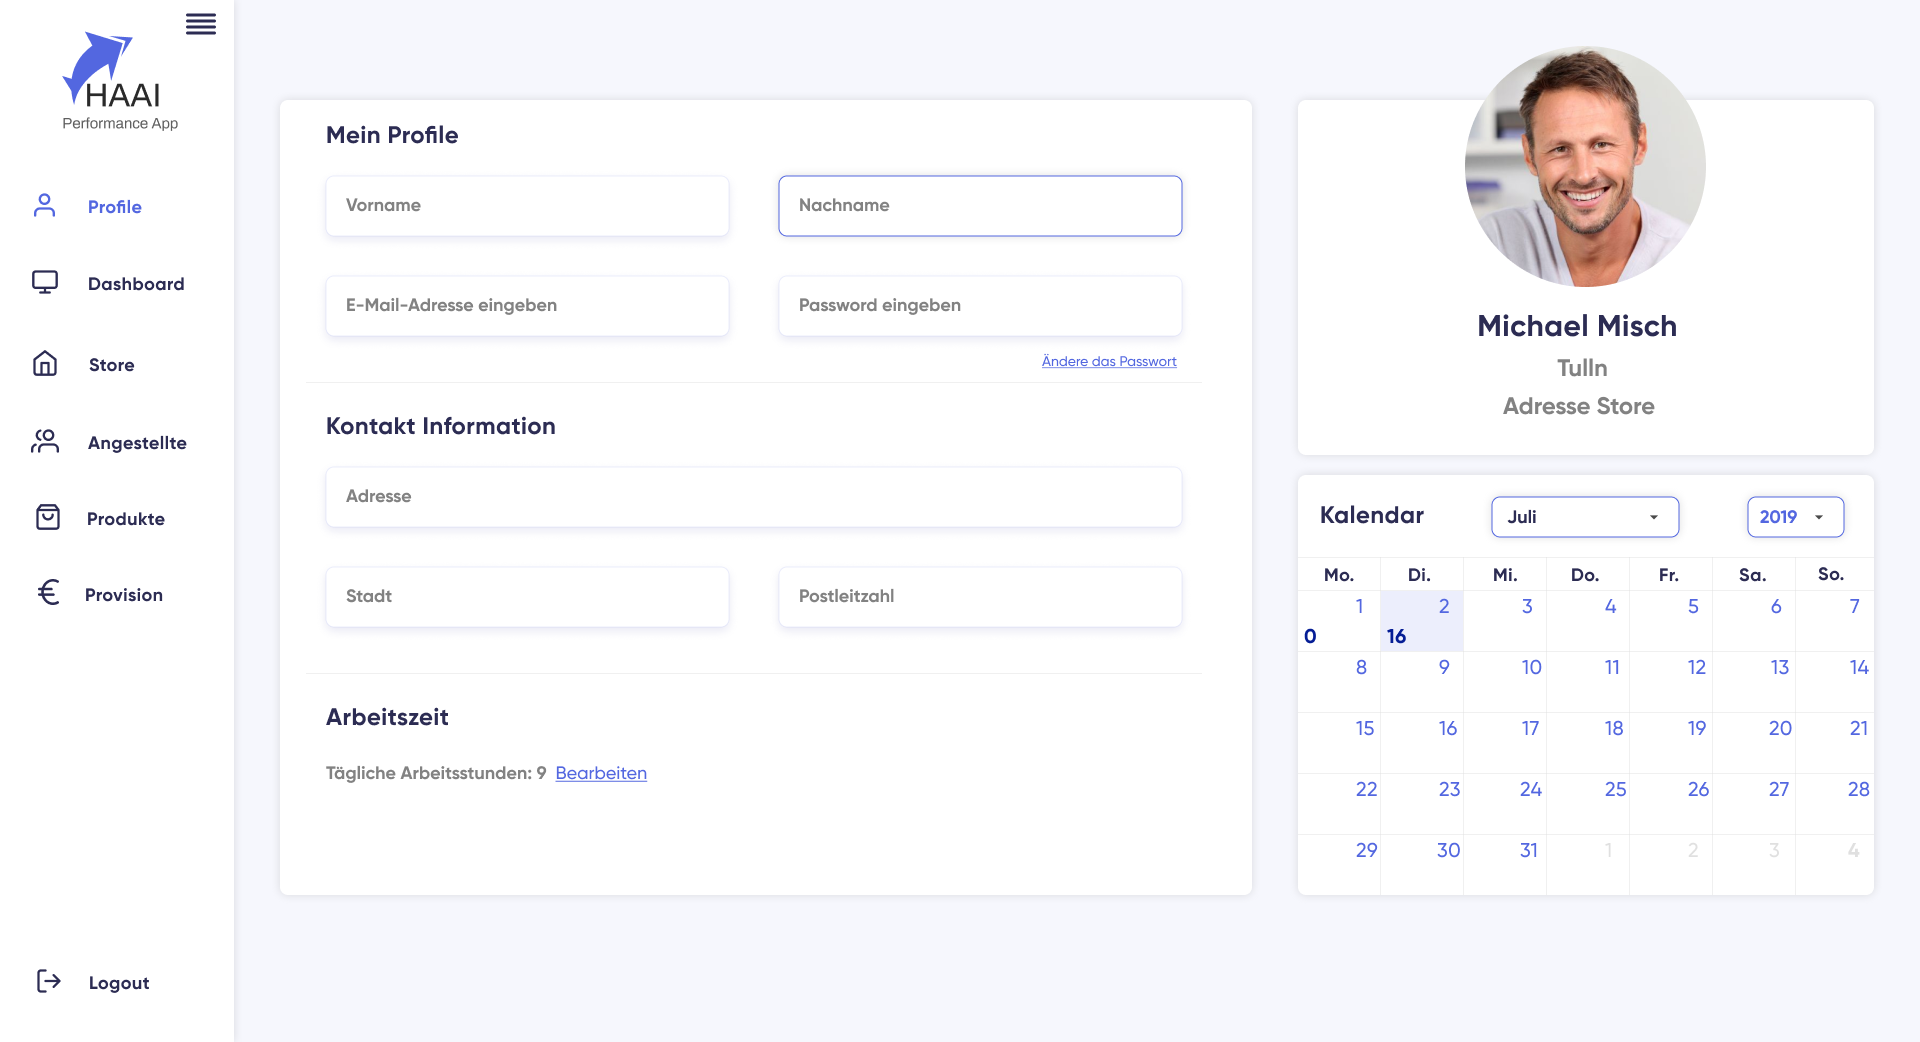 HAAI
Performance App
Profile
Dashboard
Store
Angestellte
Produkte
Provision
Logout
Mein Profile
Vorname
Nachname
E-Mail-Adresse eingeben
Password eingeben
Ändere das Passwort
Kontakt Information
Adresse
Stadt
Postleitzahl
Arbeitszeit
Tägliche Arbeitsstunden: 9 Bearbeiten
Michael Misch
Tulln
Adresse Store
Kalendar Juli 2019
Mo. Di. Mi. Do. Fr. Sa. So.
1 2 3 4 5 6 7
0 16
8 9 10 11 12 13 14
15 16 17 18 19 20 21
22 23 24 25 26 27 28
29 30 31 1 2 3 4